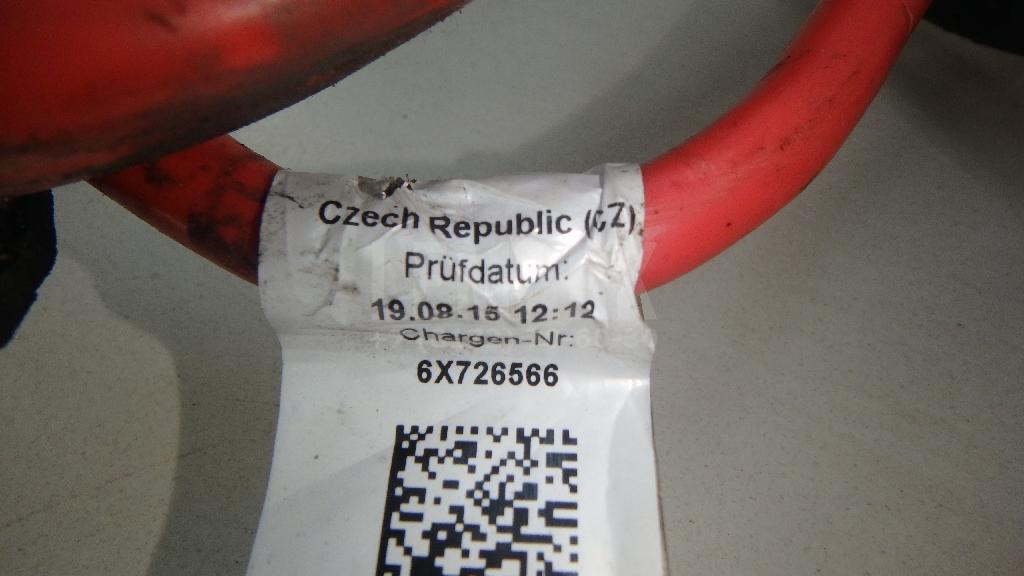 Czech Republic (CZ)
Prüfdatum:
19.08.15 12:12
Chargen-Nr:
6X726566